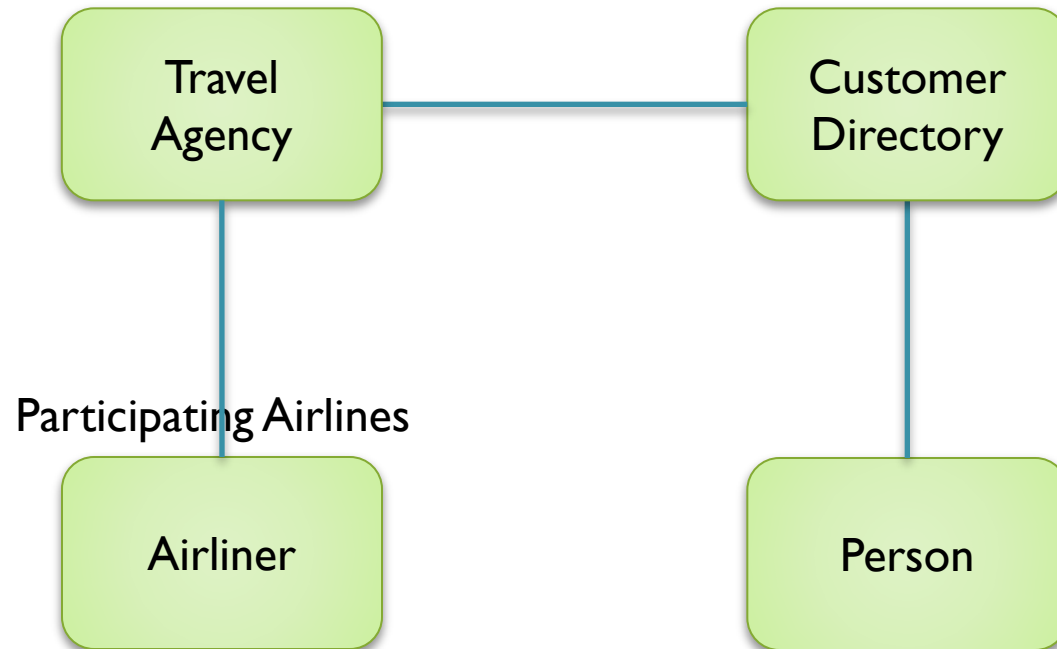 Travel
Agency
Customer
Directory
Participating Airlines
Airliner
Person